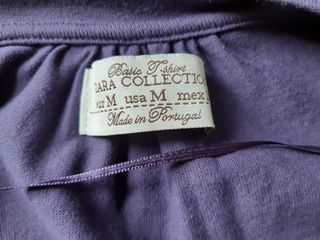 Basic T-shirt
ZARA COLLECTION
eur M usa M mex
Made in Portugal